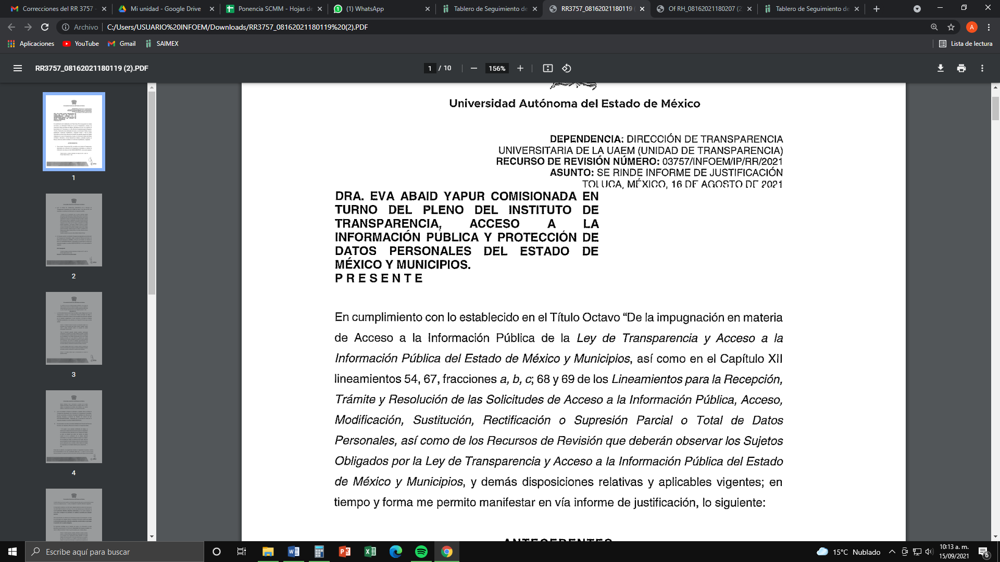 Correcciones del RR 3757 -
Mi unidad - Google Drive
Ponencia SCMM - Hojas de
(1) WhatsApp
Tablero de Seguimiento de
RR3757_08162021180119
Of RH_08162021180207 (2
Tablero de Seguimiento de
Archivo
C:/Users/USUARIO%20INFOEM/Downloads/RR3757_08162021180119%20(2).PDF
A
Aplicaciones
YouTube
Gmail
SAIMEX
Lista de lectura
RR3757_08162021180119 (2).PDF
1 / 10
156%
1
2
3
4
Universidad Autónoma del Estado de México
DEPENDENCIA: DIRECCIÓN DE TRANSPARENCIA
UNIVERSITARIA DE LA UAEM (UNIDAD DE TRANSPARENCIA)
RECURSO DE REVISIÓN NÚMERO: 03757/INFOEM/IP/RR/2021
ASUNTO: SE RINDE INFORME DE JUSTIFICACIÓN
TOLUCA, MÉXICO, 16 DE AGOSTO DE 2021
DRA. EVA ABAID YAPUR COMISIONADA EN
TURNO DEL PLENO DEL INSTITUTO DE
TRANSPARENCIA, ACCESO A LA
INFORMACIÓN PÚBLICA Y PROTECCIÓN DE
DATOS PERSONALES DEL ESTADO DE
MÉXICO Y MUNICIPIOS.
P R E S E N T E
En cumplimiento con lo establecido en el Título Octavo “De la impugnación en materia
de Acceso a la Información Pública de la Ley de Transparencia y Acceso a la
Información Pública del Estado de México y Municipios, así como en el Capítulo XII
lineamientos 54, 67, fracciones a, b, c; 68 y 69 de los Lineamientos para la Recepción,
Trámite y Resolución de las Solicitudes de Acceso a la Información Pública, Acceso,
Modificación, Sustitución, Rectificación o Supresión Parcial o Total de Datos
Personales, así como de los Recursos de Revisión que deberán observar los Sujetos
Obligados por la Ley de Transparencia y Acceso a la Información Pública del Estado
de México y Municipios, y demás disposiciones relativas y aplicables vigentes; en
tiempo y forma me permito manifestar en vía informe de justificación, lo siguiente:
ANTECEDENTES
Escribe aquí para buscar
15°C Nublado
10:13 a. m.
15/09/2021
6